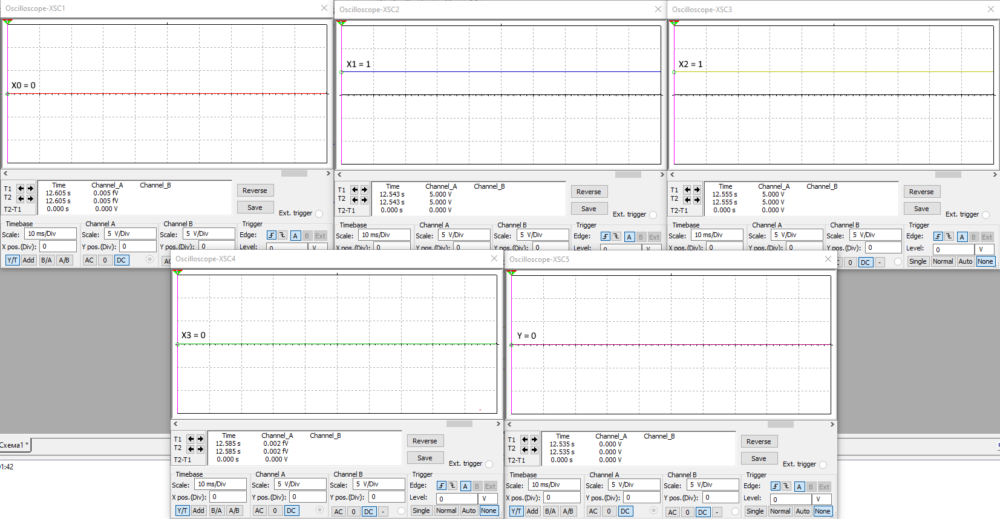 Oscilloscope-XSC1
X0 = 0
T1
T2
T2-T1
Time Channel_A Channel_B
12.605 s 0.005 fV
12.605 s 0.005 fV
0.000 s 0.000 V
Reverse
Save
Ext. trigger
Timebase
Scale: 10 ms/Div
X pos.(Div): 0
Y/T Add B/A A/B
Channel A
Scale: 5 V/Div
Y pos.(Div): 0
AC 0 DC
Channel B
Scale: 5 V/Div
Y pos.(Div): 0
AC
Trigger
Edge: A B Ext
Level: 0 V
Oscilloscope-XSC2
X1 = 1
T1
T2
T2-T1
Time Channel_A Channel_B
12.543 s 5.000 V
12.543 s 5.000 V
0.000 s 0.000 V
Reverse
Save
Ext. trigger
Timebase
Scale: 10 ms/Div
X pos.(Div): 0
Channel A
Scale: 5 V/Div
Y pos.(Div): 0
Channel B
Scale: 5 V/Div
Y pos.(Div): 0
Trigger
Edge: A B Ext
Level: 0 V
Oscilloscope-XSC3
X2 = 1
T1
T2
T2-T1
Time Channel_A Channel_B
12.555 s 5.000 V
12.555 s 5.000 V
0.000 s 0.000 V
Reverse
Save
Ext. trigger
Timebase
Scale: 10 ms/Div
X pos.(Div): 0
Channel A
Scale: 5 V/Div
Y pos.(Div): 0
Channel B
Scale: 5 V/Div
Y pos.(Div): 0
C 0 DC -
Trigger
Edge: A B Ext
Level: 0 V
Single Normal Auto None
Oscilloscope-XSC4
X3 = 0
T1
T2
T2-T1
Time Channel_A Channel_B
12.585 s 0.002 fV
12.585 s 0.002 fV
0.000 s 0.000 V
Reverse
Save
Ext. trigger
Timebase
Scale: 10 ms/Div
X pos.(Div): 0
Y/T Add B/A A/B
Channel A
Scale: 5 V/Div
Y pos.(Div): 0
AC 0 DC
Channel B
Scale: 5 V/Div
Y pos.(Div): 0
AC 0 DC -
Trigger
Edge: A B Ext
Level: 0 V
Single Normal Auto None
Oscilloscope-XSC5
Y = 0
T1
T2
T2-T1
Time Channel_A Channel_B
12.535 s 0.000 V
12.535 s 0.000 V
0.000 s 0.000 V
Reverse
Save
Ext. trigger
Timebase
Scale: 10 ms/Div
X pos.(Div): 0
Y/T Add B/A A/B
Channel A
Scale: 5 V/Div
Y pos.(Div): 0
AC 0 DC
Channel B
Scale: 5 V/Div
Y pos.(Div): 0
AC 0 DC -
Trigger
Edge: A B Ext
Level: 0 V
Single Normal Auto None
Схема1 *
1:42